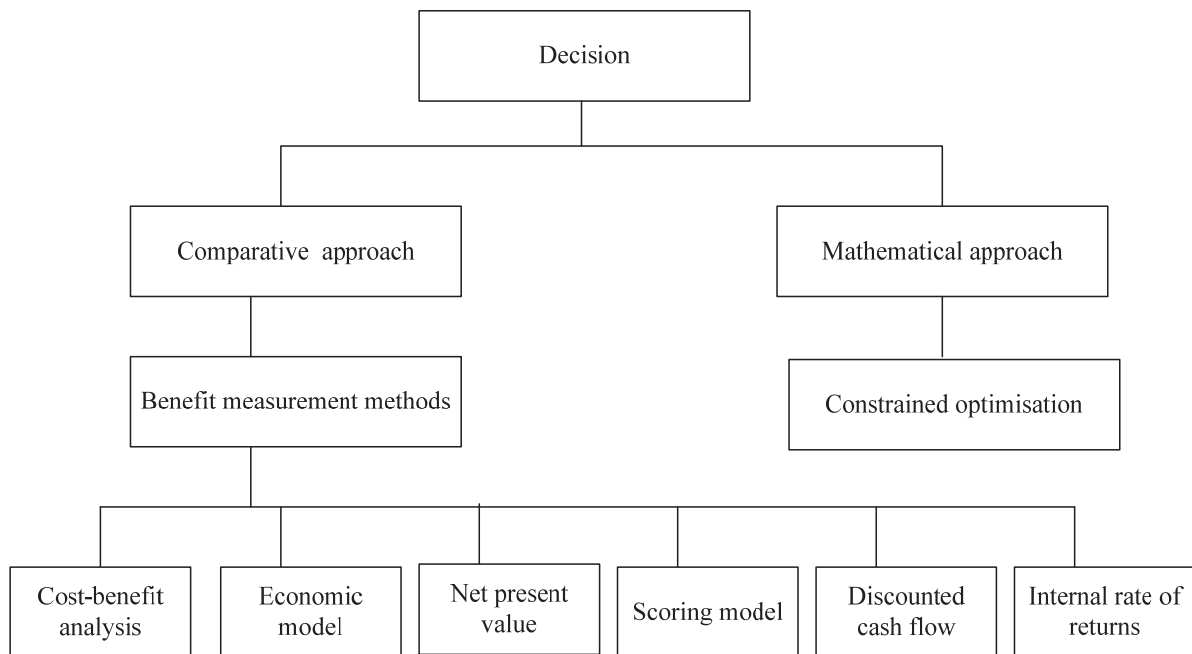 Decision
Comparative approach
Mathematical approach
Benefit measurement methods
Constrained optimisation
Cost-benefit
analysis
Economic
model
Net present
value
Scoring model
Discounted
cash flow
Internal rate of
returns